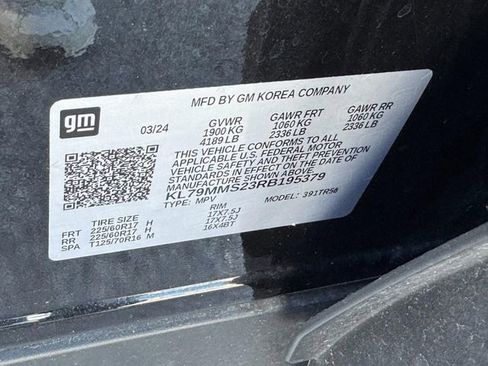 MFD BY GM KOREA COMPANY
gm
03/24 GVWR GAWR FRT GAWR RR
1900 KG 1060 KG 1060 KG
4189 LB 2336 LB 2336 LB
THIS VEHICLE CONFORMS TO ALL
APPLICABLE U.S. FEDERAL MOTOR
VEHICLE SAFETY AND THEFT PREVENTION
STANDARDS IN EFFECT ON THE DATE OF
MANUFACTURE SHOWN ABOVE.
KL79MMS23RB195379
TYPE: MPV MODEL: 391TR56
TIRE SIZE RIM
FRT 225/60R17 H 17X7.5J
RR 225/60R17 H 17X7.5J
SPA T125/70R16 M 16X4BT